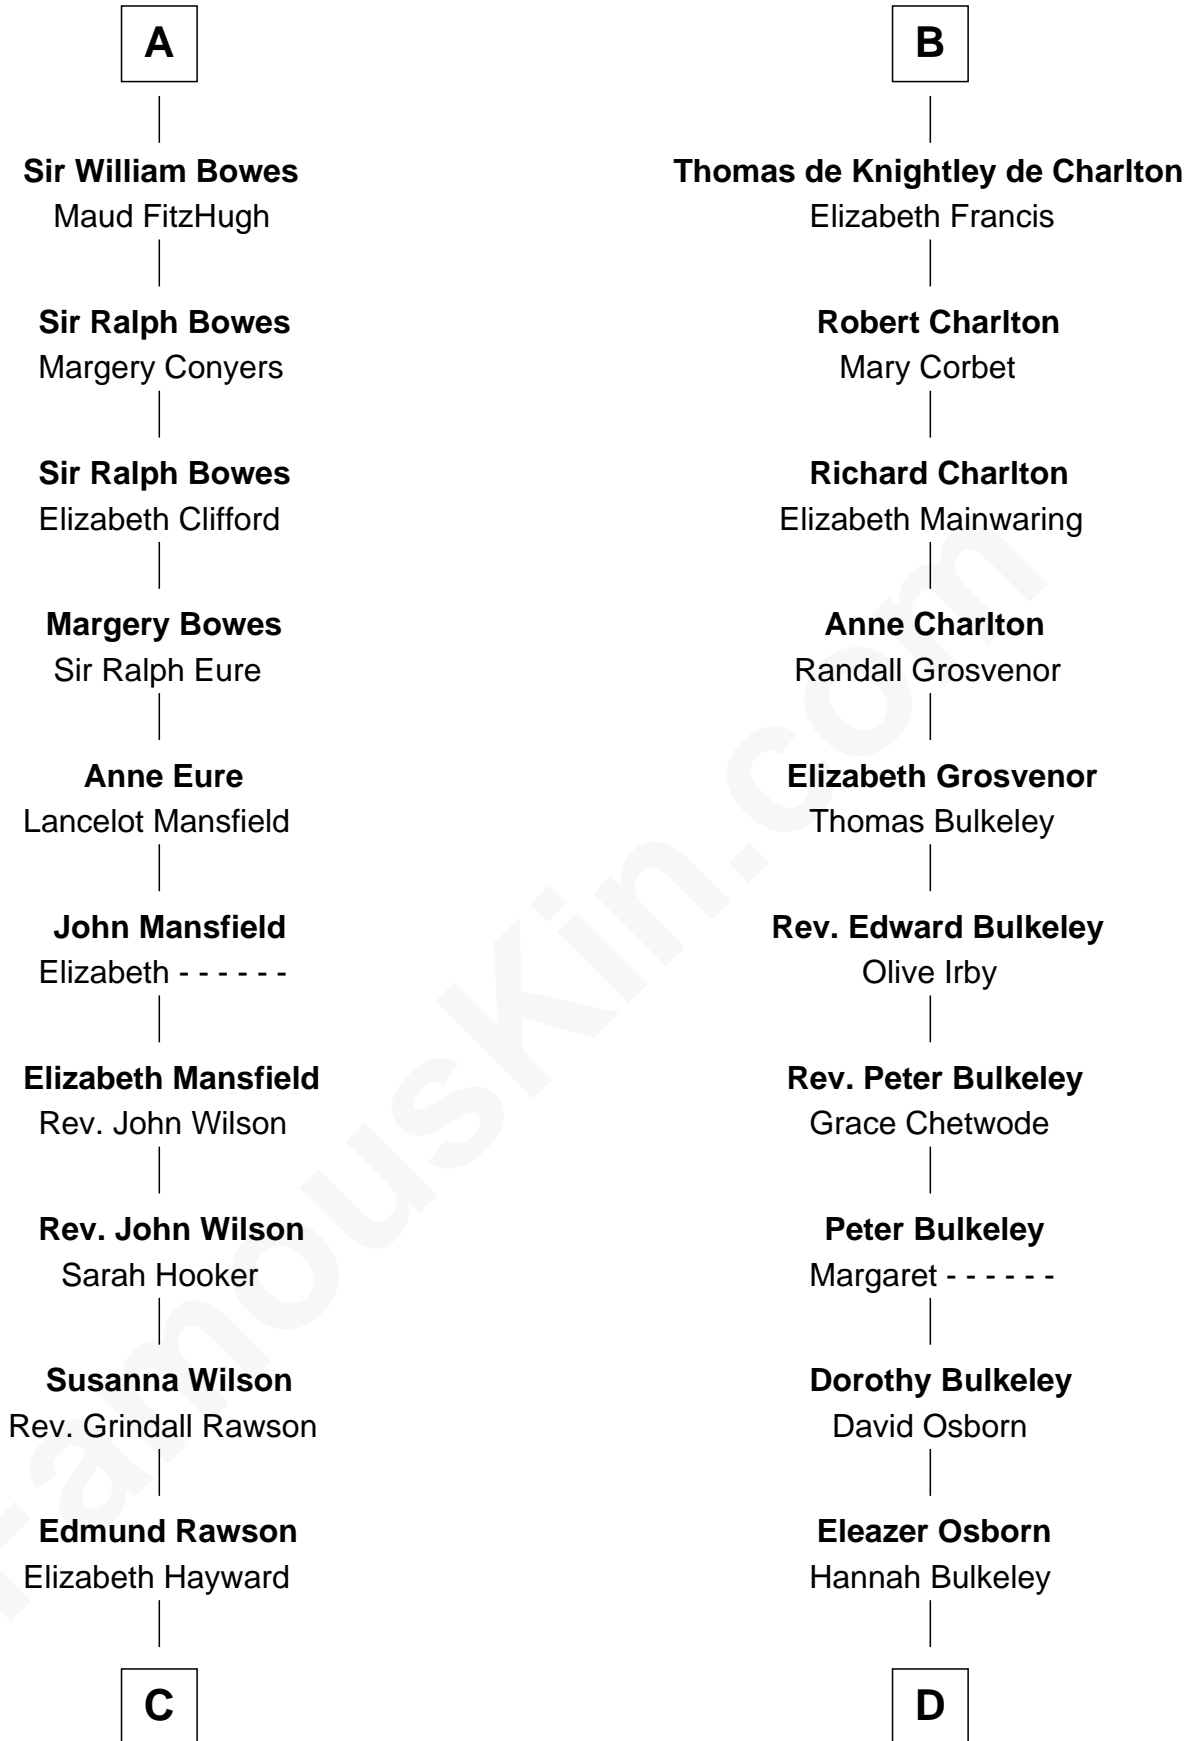 A
Sir William Bowes
Maud FitzHugh
Sir Ralph Bowes
Margery Conyers
Sir Ralph Bowes
Elizabeth Clifford
Margery Bowes
Sir Ralph Eure
Anne Eure
Lancelot Mansfield
John Mansfield
Elizabeth - - - - - -
Elizabeth Mansfield
Rev. John Wilson
Rev. John Wilson
Sarah Hooker
Susanna Wilson
Rev. Grindall Rawson
Edmund Rawson
Elizabeth Hayward
C
B
Thomas de Knightley de Charlton
Elizabeth Francis
Robert Charlton
Mary Corbet
Richard Charlton
Elizabeth Mainwaring
Anne Charlton
Randall Grosvenor
Elizabeth Grosvenor
Thomas Bulkeley
Rev. Edward Bulkeley
Olive Irby
Rev. Peter Bulkeley
Grace Chetwode
Peter Bulkeley
Margaret - - - - - -
Dorothy Bulkeley
David Osborn
Eleazer Osborn
Hannah Bulkeley
D
FamousKin.com